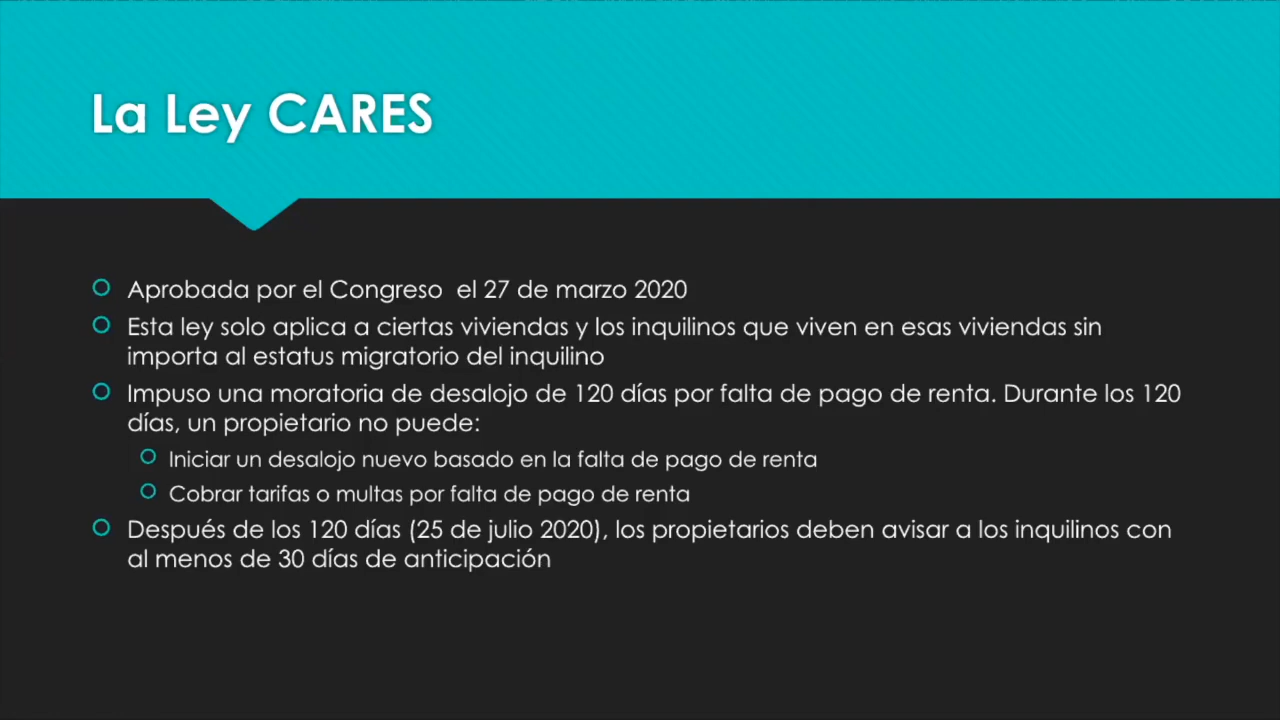 La Ley CARES
Aprobada por el Congreso  el 27 de marzo 2020
Esta ley solo aplica a ciertas viviendas y los inquilinos que viven en esas viviendas sin
importa al estatus migratorio del inquilino
Impuso una moratoria de desalojo de 120 días por falta de pago de renta. Durante los 120
días, un propietario no puede:
Iniciar un desalojo nuevo basado en la falta de pago de renta
Cobrar tarifas o multas por falta de pago de renta
Después de los 120 días (25 de julio 2020), los propietarios deben avisar a los inquilinos con
al menos de 30 días de anticipación